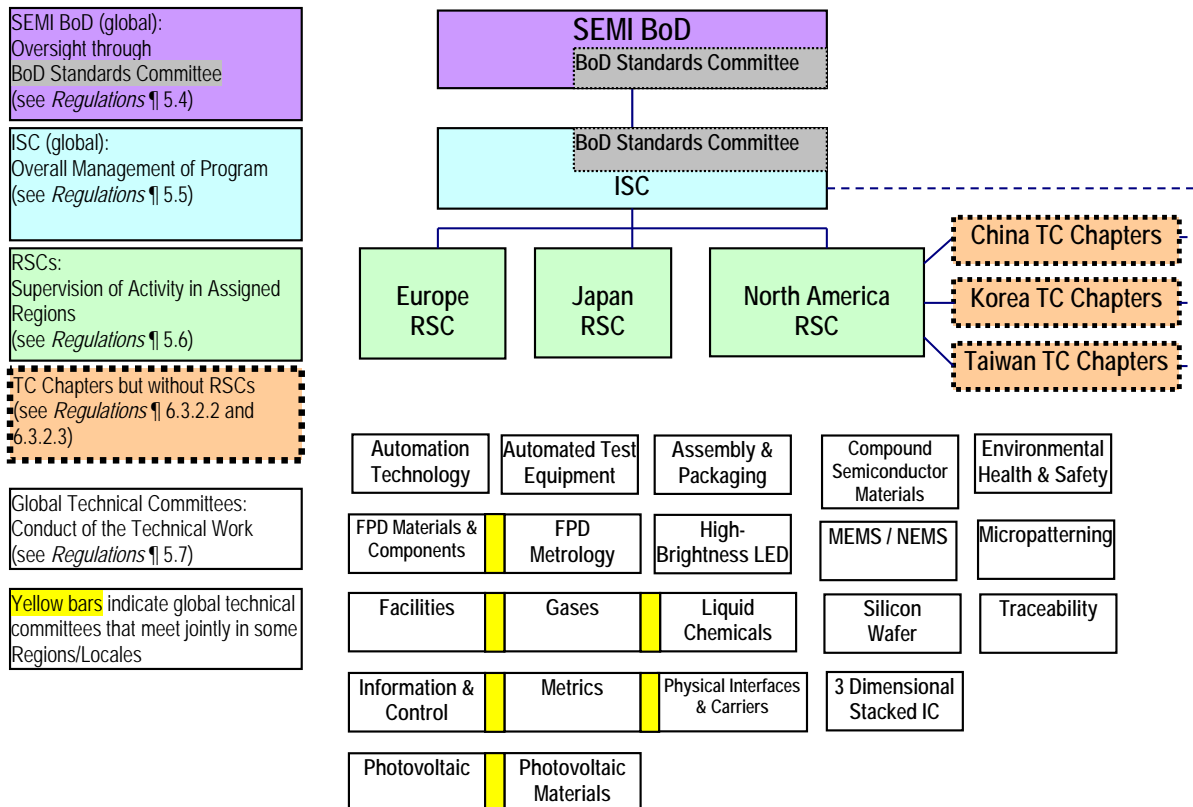 SEMI BoD (global):
Oversight through
BoD Standards Committee
(see Regulations ¶ 5.4)
ISC (global):
Overall Management of Program
(see Regulations ¶ 5.5)
RSCs:
Supervision of Activity in Assigned
Regions
(see Regulations ¶ 5.6)
TC Chapters but without RSCs
(see Regulations ¶ 6.3.2.2 and
6.3.2.3)
Global Technical Committees:
Conduct of the Technical Work
(see Regulations ¶ 5.7)
Yellow bars indicate global technical
committees that meet jointly in some
Regions/Locales
SEMI BoD
BoD Standards Committee
BoD Standards Committee
ISC
Europe
RSC
Japan
RSC
North America
RSC
China TC Chapters
Korea TC Chapters
Taiwan TC Chapters
Automation
Technology
Automated Test
Equipment
Assembly &
Packaging
Compound
Semiconductor
Materials
Environmental
Health & Safety
FPD Materials &
Components
FPD
Metrology
High-
Brightness LED
MEMS / NEMS
Micropatterning
Facilities
Gases
Liquid
Chemicals
Silicon
Wafer
Traceability
Information &
Control
Metrics
Physical Interfaces
& Carriers
3 Dimensional
Stacked IC
Photovoltaic
Photovoltaic
Materials